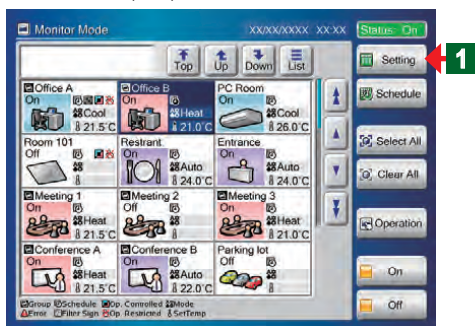 Monitor Mode XX/XX/XXXX XX:XX Status: On
Top Up Down List
Setting
1
Office A
On
Cool
21.5°C
Office B
On
Heat
21.0°C
PC Room
On
Cool
26.0°C
Schedule
Room 101
Off
Restrant
On
Auto
24.0°C
Entrance
On
Auto
24.0°C
Select All
Clear All
Meeting 1
On
Heat
21.5°C
Meeting 2
Off
Meeting 3
On
Heat
21.0°C
Operation
Conference A
On
Heat
21.5°C
Conference B
On
Auto
22.0°C
Parking lot
Off
On
Off
Group Schedule Op. Controlled Mode
Error Filter Sign Op. Restricted SetTemp